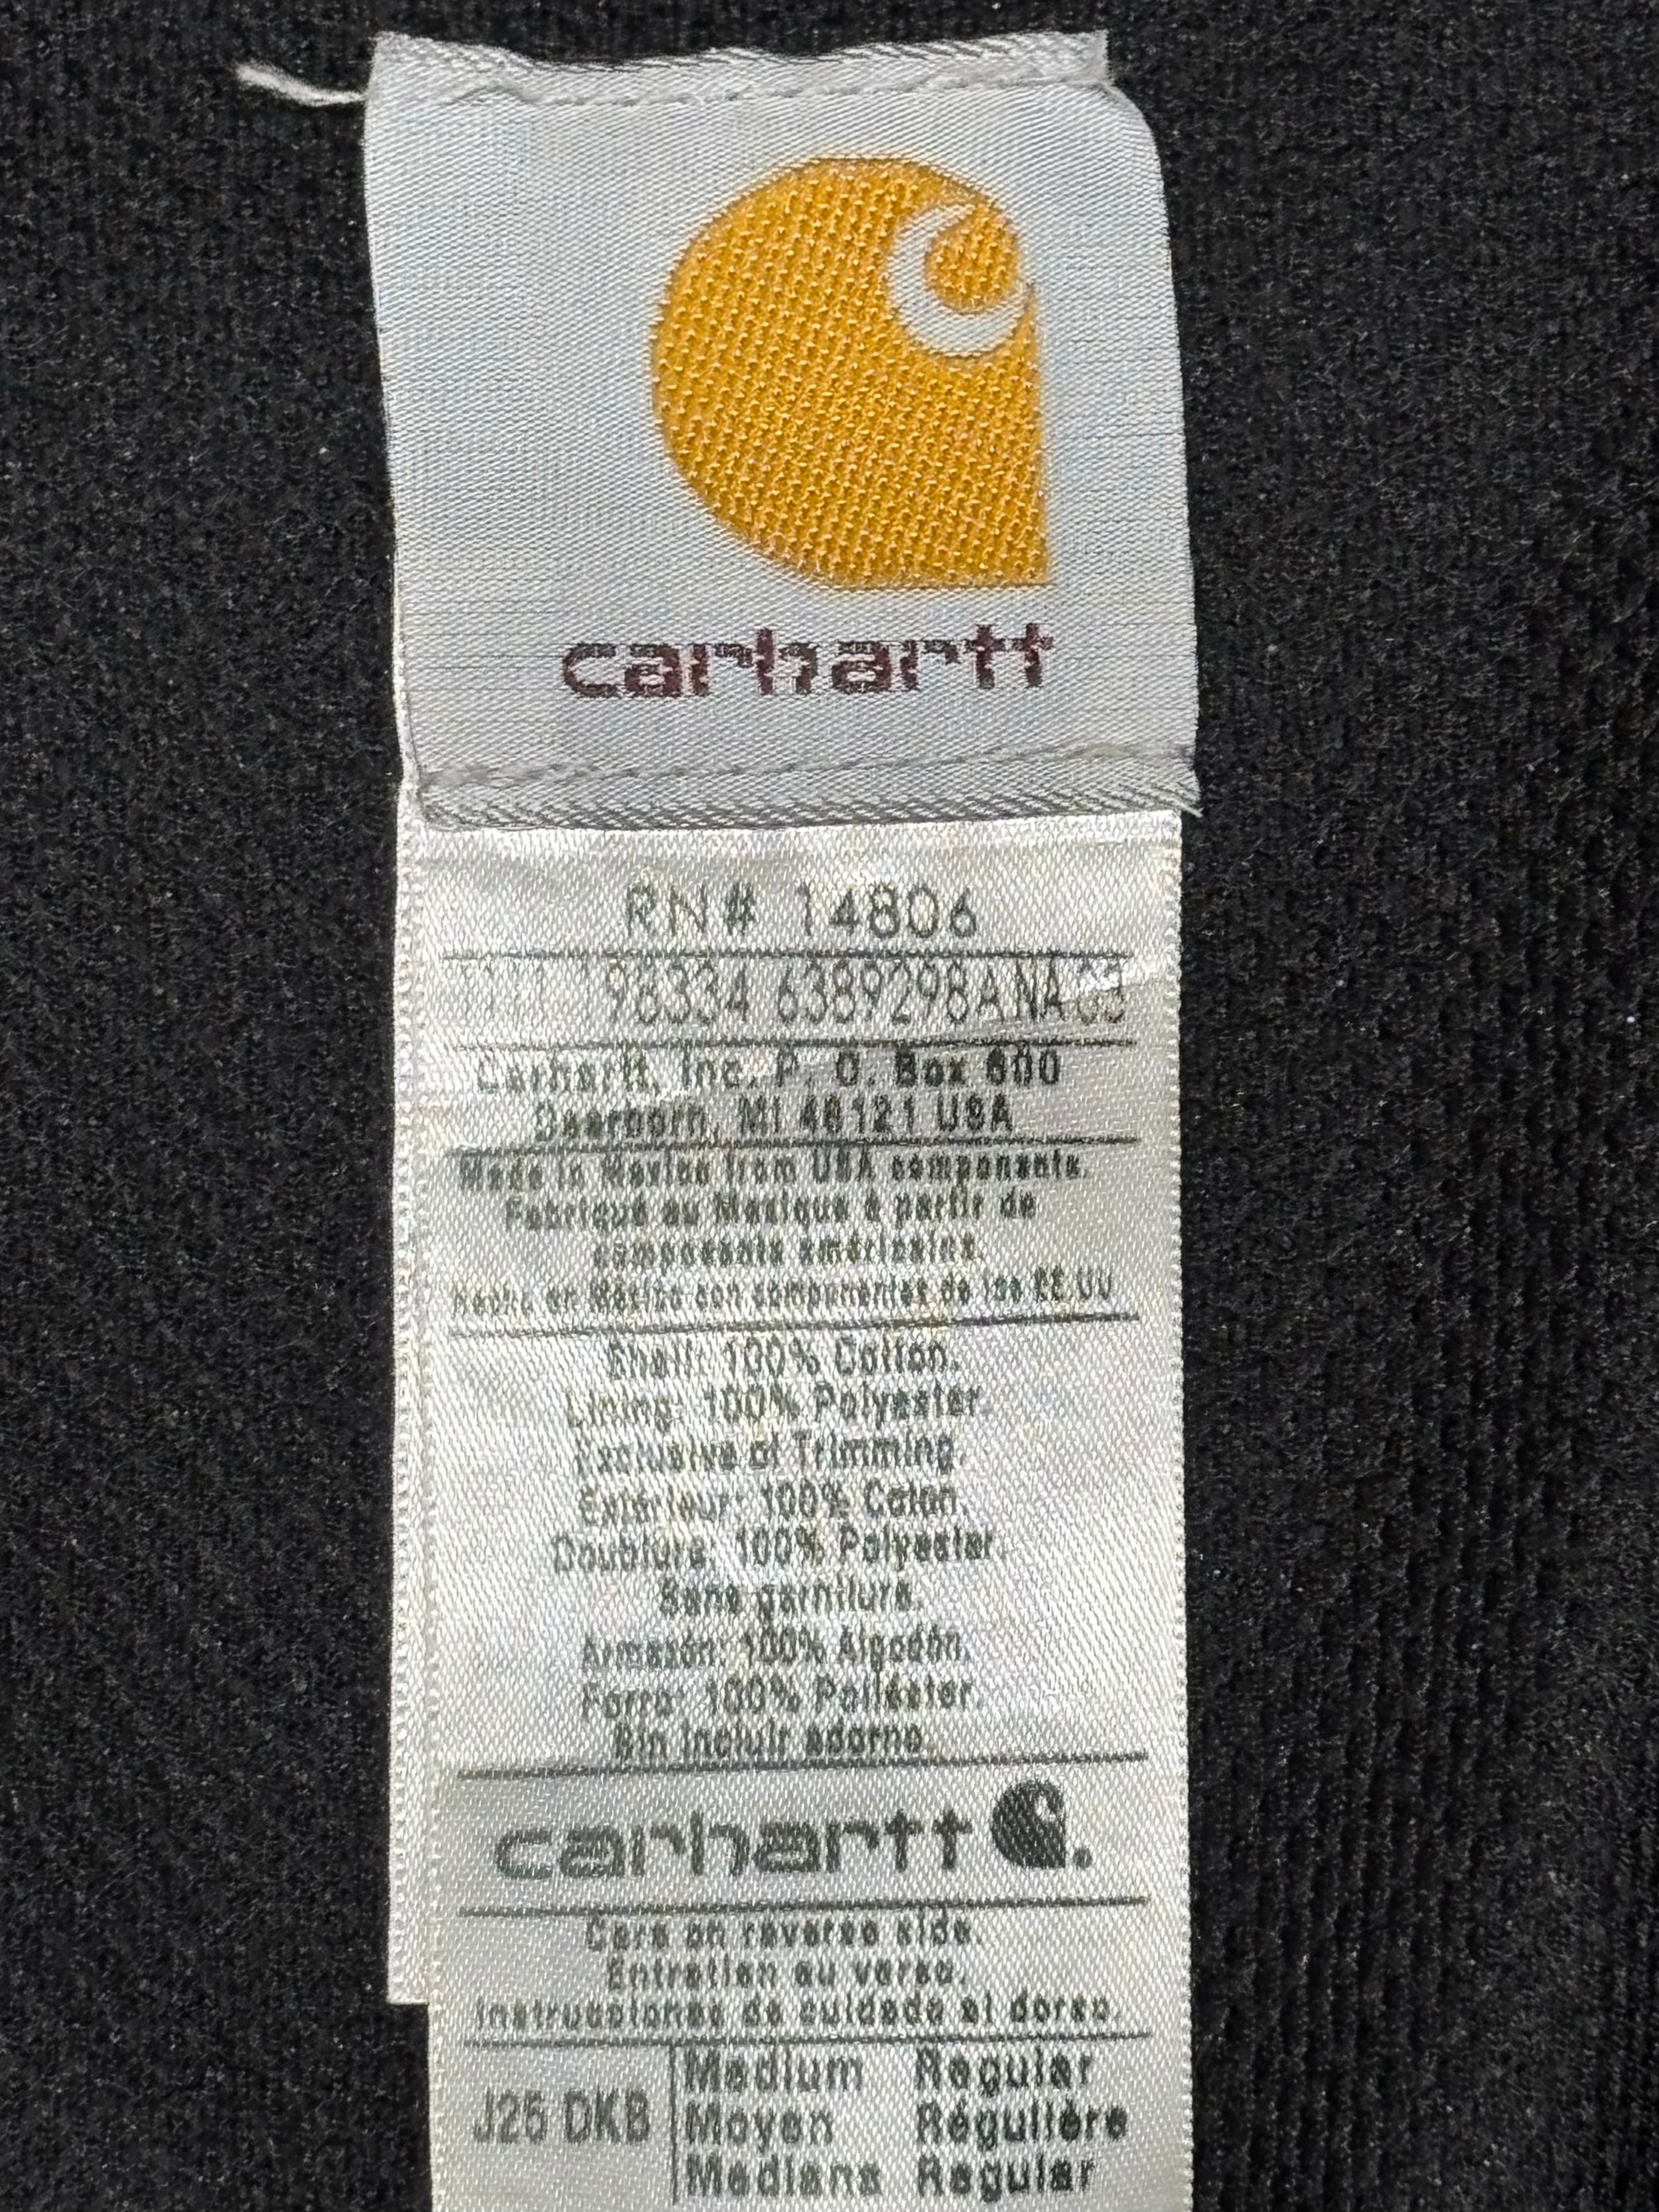 carhartt
RN# 14806
98334 6389298A NA 03
Carhartt, Inc. P. O. Box 600
Dearborn, MI 48121 USA
Made in Mexico from USA components.
Fabriqué au Mexique à partir de
composants américains.
Hecho en México con componentes de los EE UU
Shell: 100% Cotton.
Lining: 100% Polyester.
Exclusive of Trimming.
Extérieur: 100% Coton.
Doublure: 100% Polyester.
Sans garniture.
Armazón: 100% Algodón.
Forro: 100% Poliéster.
Sin incluir adorno.
carhartt
Care on reverse side.
Entretien au verso.
Instrucciones de cuidado al dorso.
J25 DKB
Medium Regular
Moyen Régulière
Mediana Regular